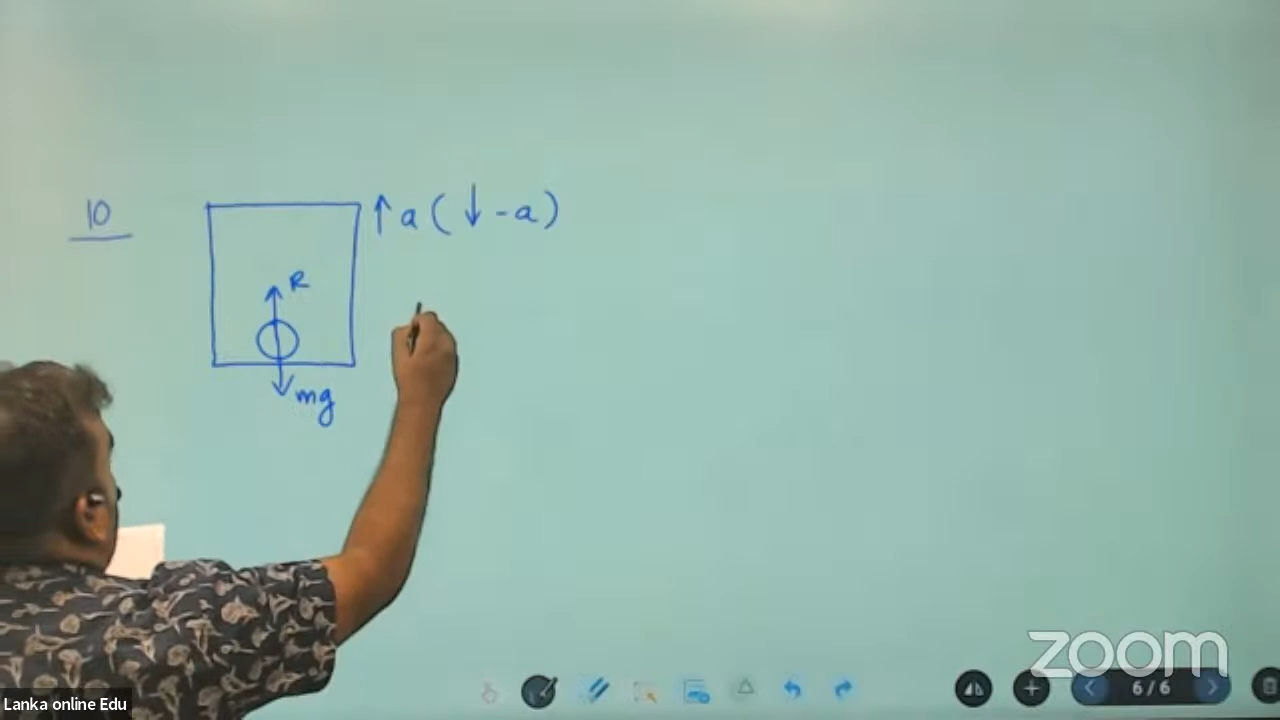 10
↑ a ( ↓ - a )
R
mg
zoom
6/6
Lanka online Edu